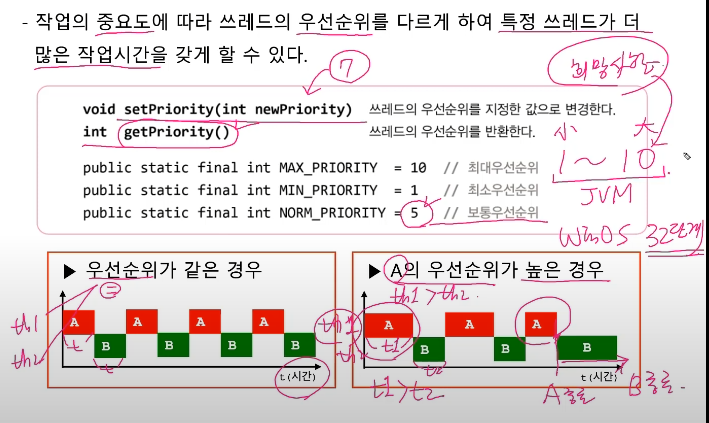 - 작업의 중요도에 따라 쓰레드의 우선순위를 다르게 하여 특정 쓰레드가 더
많은 작업시간을 갖게 할 수 있다.
7
희망사항
void setPriority(int newPriority) 쓰레드의 우선순위를 지정한 값으로 변경한다.
int getPriority() 쓰레드의 우선순위를 반환한다.
小 大
1 ~ 10
JVM
public static final int MAX_PRIORITY = 10 // 최대우선순위
public static final int MIN_PRIORITY = 1 // 최소우선순위
public static final int NORM_PRIORITY = 5 // 보통우선순위
WinOS 32단계
▶ 우선순위가 같은 경우
=
th1
th2
A A A A
B B B B
t t
t(시간)
▶ A의 우선순위가 높은 경우
th1 > th2.
th1
A A A
B B B
t1 t2
t(시간)
t1 > t2
A 종료
B 종료